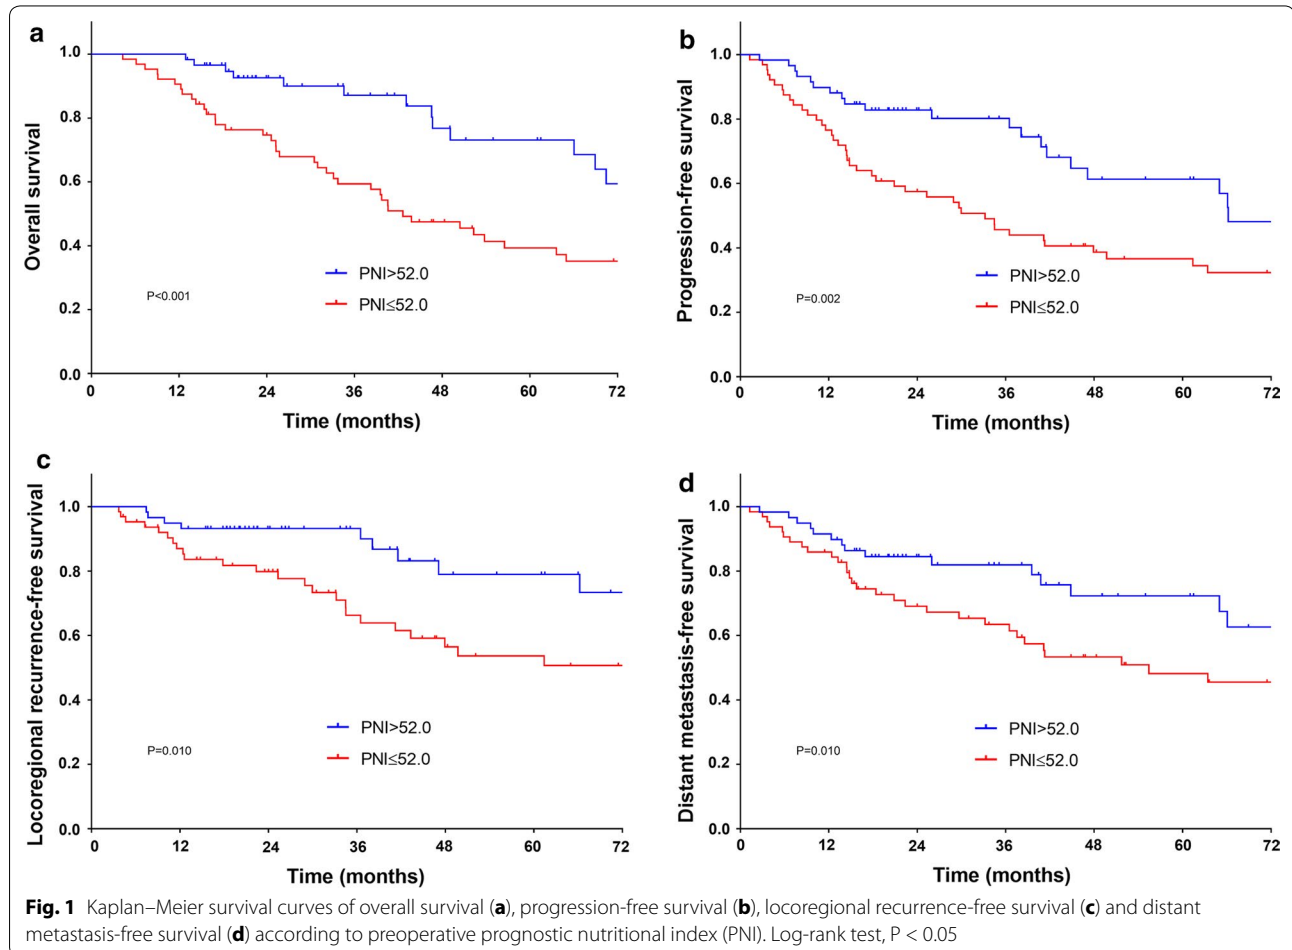 a
1.0
0.8
0.6
0.4
0.2
0.0
Overall survival
PNI>52.0
PNI≤52.0
P<0.001
0 12 24 36 48 60 72
Time (months)
b
1.0
0.8
0.6
0.4
0.2
0.0
Progression-free survival
PNI>52.0
PNI≤52.0
P=0.002
0 12 24 36 48 60 72
Time (months)
c
1.0
0.8
0.6
0.4
0.2
0.0
Locoregional recurrence-free survival
PNI>52.0
PNI≤52.0
P=0.010
0 12 24 36 48 60 72
Time (months)
d
1.0
0.8
0.6
0.4
0.2
0.0
Distant metastasis-free survival
PNI>52.0
PNI≤52.0
P=0.010
0 12 24 36 48 60 72
Time (months)
Fig. 1 Kaplan–Meier survival curves of overall survival (a), progression-free survival (b), locoregional recurrence-free survival (c) and distant
metastasis-free survival (d) according to preoperative prognostic nutritional index (PNI). Log-rank test, P < 0.05